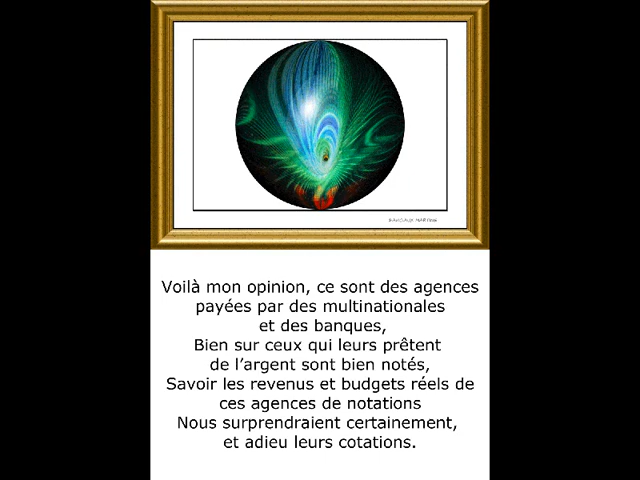 Voilà mon opinion, ce sont des agences
payées par des multinationales
et des banques,
Bien sur ceux qui leurs prêtent
de l’argent sont bien notés,
Savoir les revenus et budgets réels de
ces agences de notations
Nous surprendraient certainement,
et adieu leurs cotations.